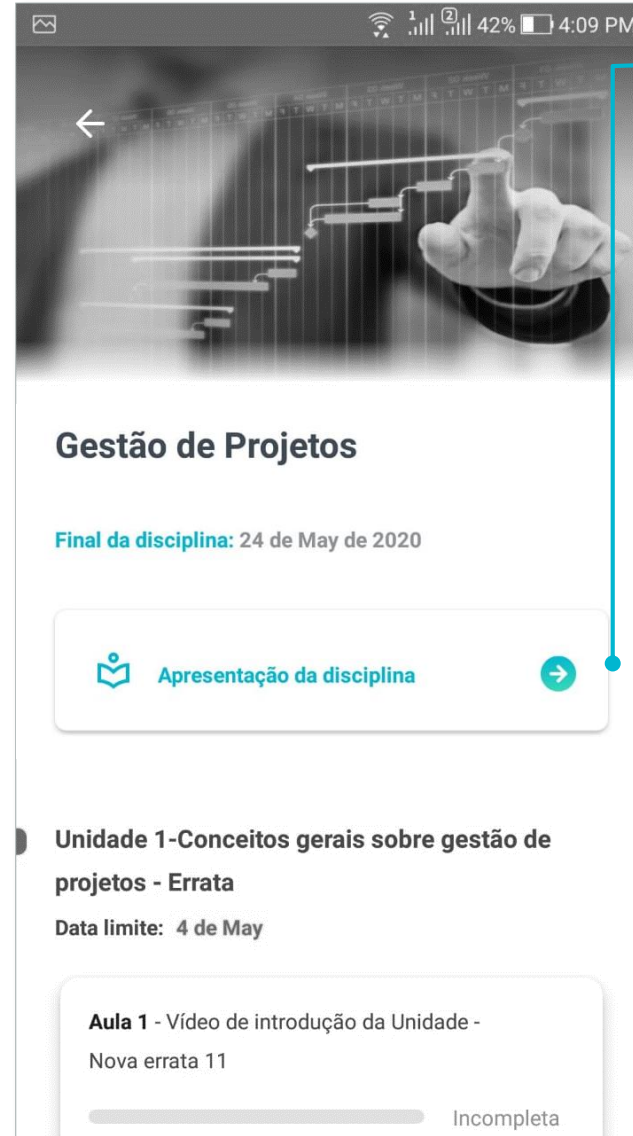 1 2 42% 4:09 PM
Gestão de Projetos
Final da disciplina: 24 de May de 2020
Apresentação da disciplina
Unidade 1-Conceitos gerais sobre gestão de
projetos - Errata
Data limite: 4 de May
Aula 1 - Vídeo de introdução da Unidade -
Nova errata 11
Incompleta